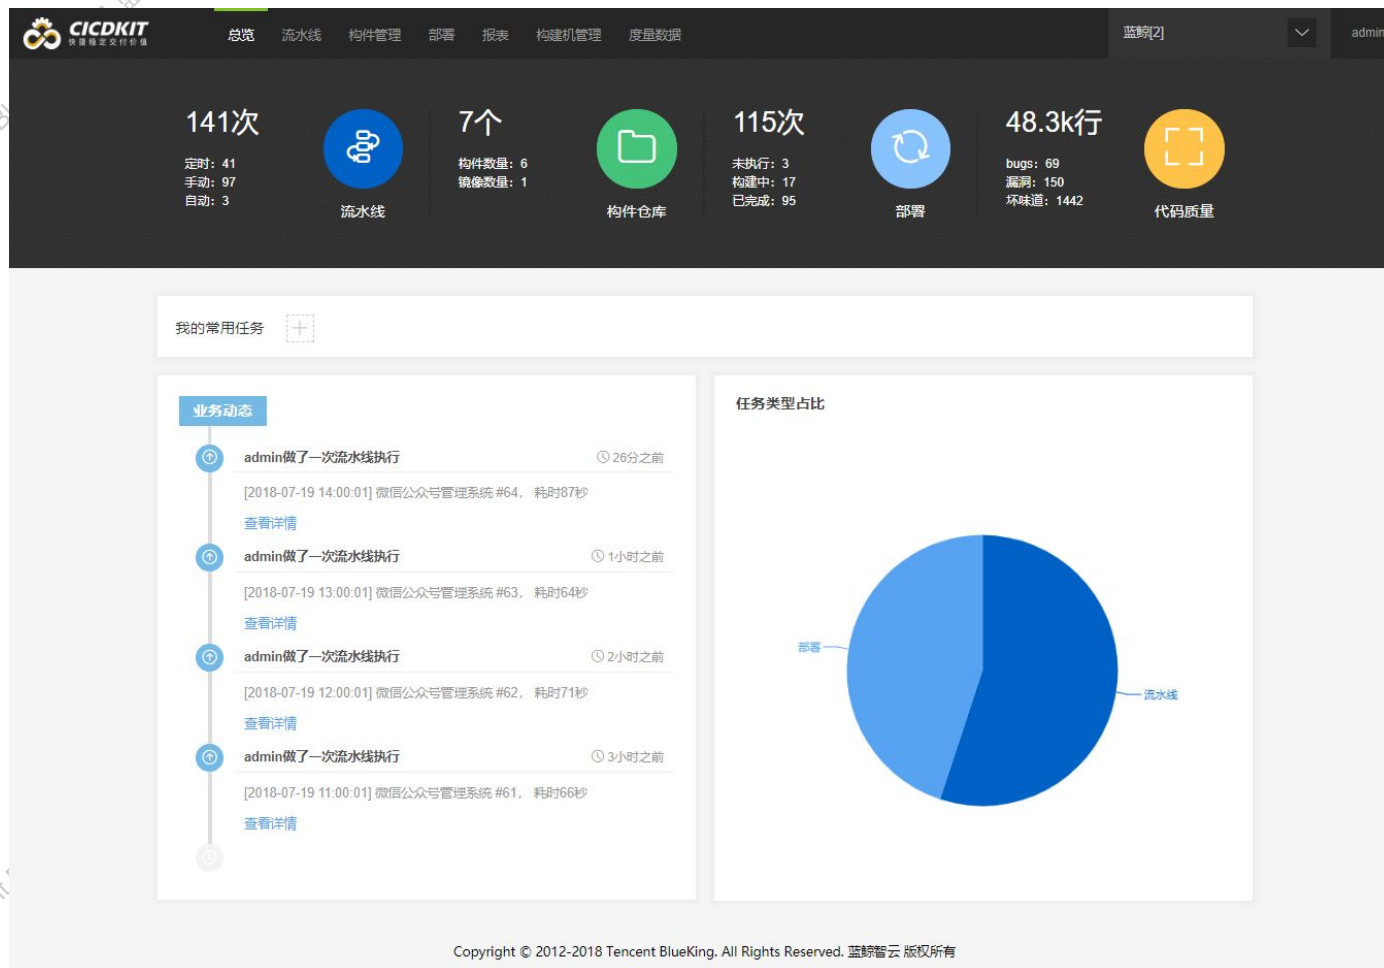 CICDKIT
快捷稳定交付价值
总览 流水线 构件管理 部署 报表 构建机管理 度量数据
蓝鲸[2]
admin
141次
定时：41
手动：97
自动：3
流水线
7个
构件数量：6
镜像数量：1
构件仓库
115次
未执行：3
构建中：17
已完成：95
部署
48.3k行
bugs：69
漏洞：150
坏味道：1442
代码质量
我的常用任务
业务动态
admin做了一次流水线执行 26分之前
[2018-07-19 14:00:01] 微信公众号管理系统 #64， 耗时87秒
查看详情
admin做了一次流水线执行 1小时之前
[2018-07-19 13:00:01] 微信公众号管理系统 #63， 耗时64秒
查看详情
admin做了一次流水线执行 2小时之前
[2018-07-19 12:00:01] 微信公众号管理系统 #62， 耗时71秒
查看详情
admin做了一次流水线执行 3小时之前
[2018-07-19 11:00:01] 微信公众号管理系统 #61， 耗时66秒
查看详情
任务类型占比
部署
流水线
Copyright © 2012-2018 Tencent BlueKing. All Rights Reserved. 蓝鲸智云 版权所有